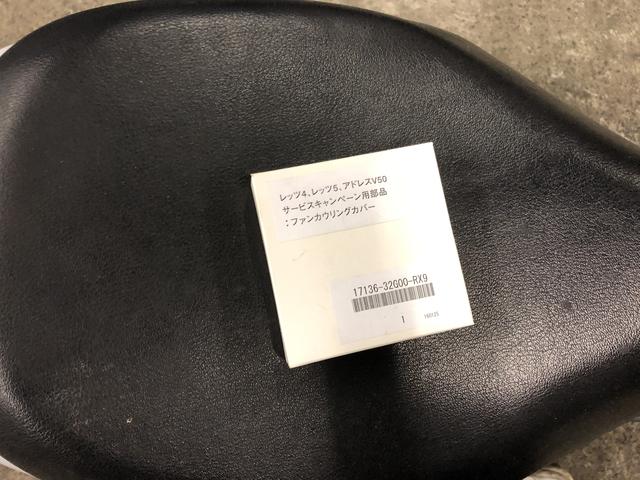 レッツ4、レッツ5、アドレスV50
サービスキャンペーン用部品
：ファンカウリングカバー
17136-32G00-RX9
1
160125